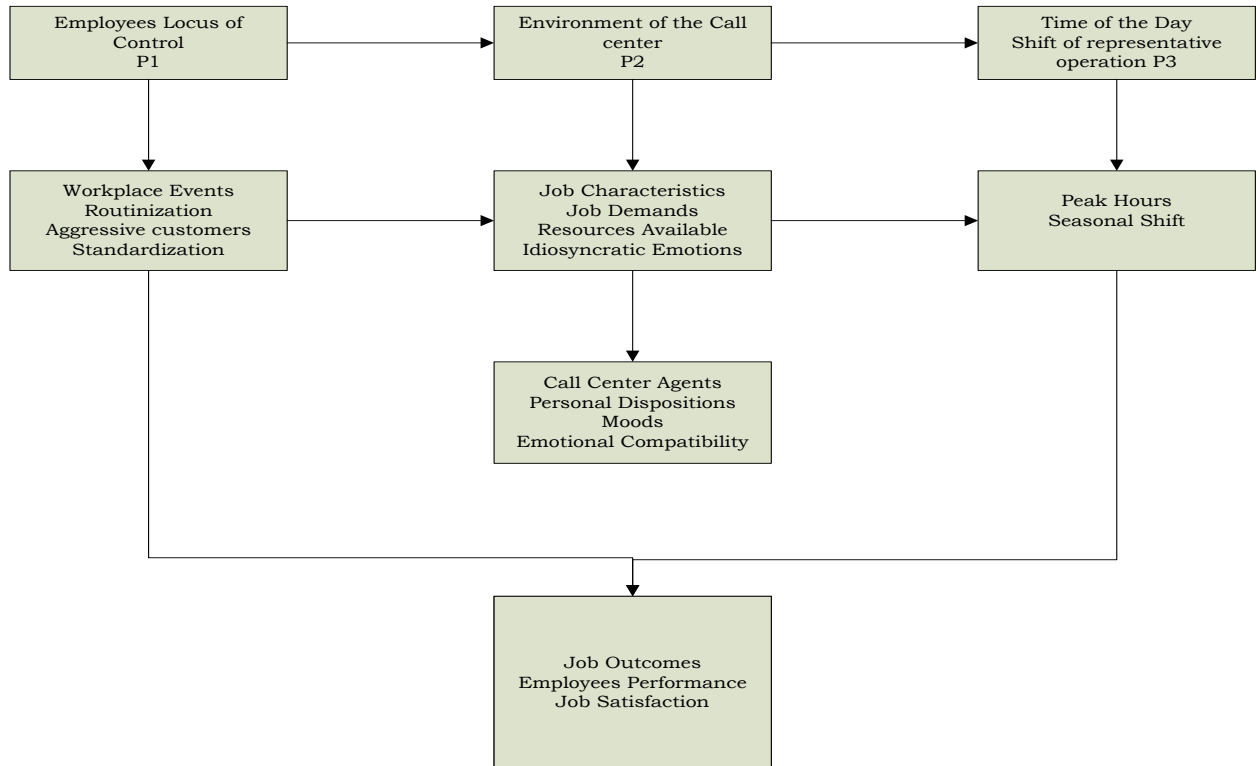 Employees Locus of
Control
P1
Environment of the Call
center
P2
Time of the Day
Shift of representative
operation P3
Workplace Events
Routinization
Aggressive customers
Standardization
Job Characteristics
Job Demands
Resources Available
Idiosyncratic Emotions
Peak Hours
Seasonal Shift
Call Center Agents
Personal Dispositions
Moods
Emotional Compatibility
Job Outcomes
Employees Performance
Job Satisfaction